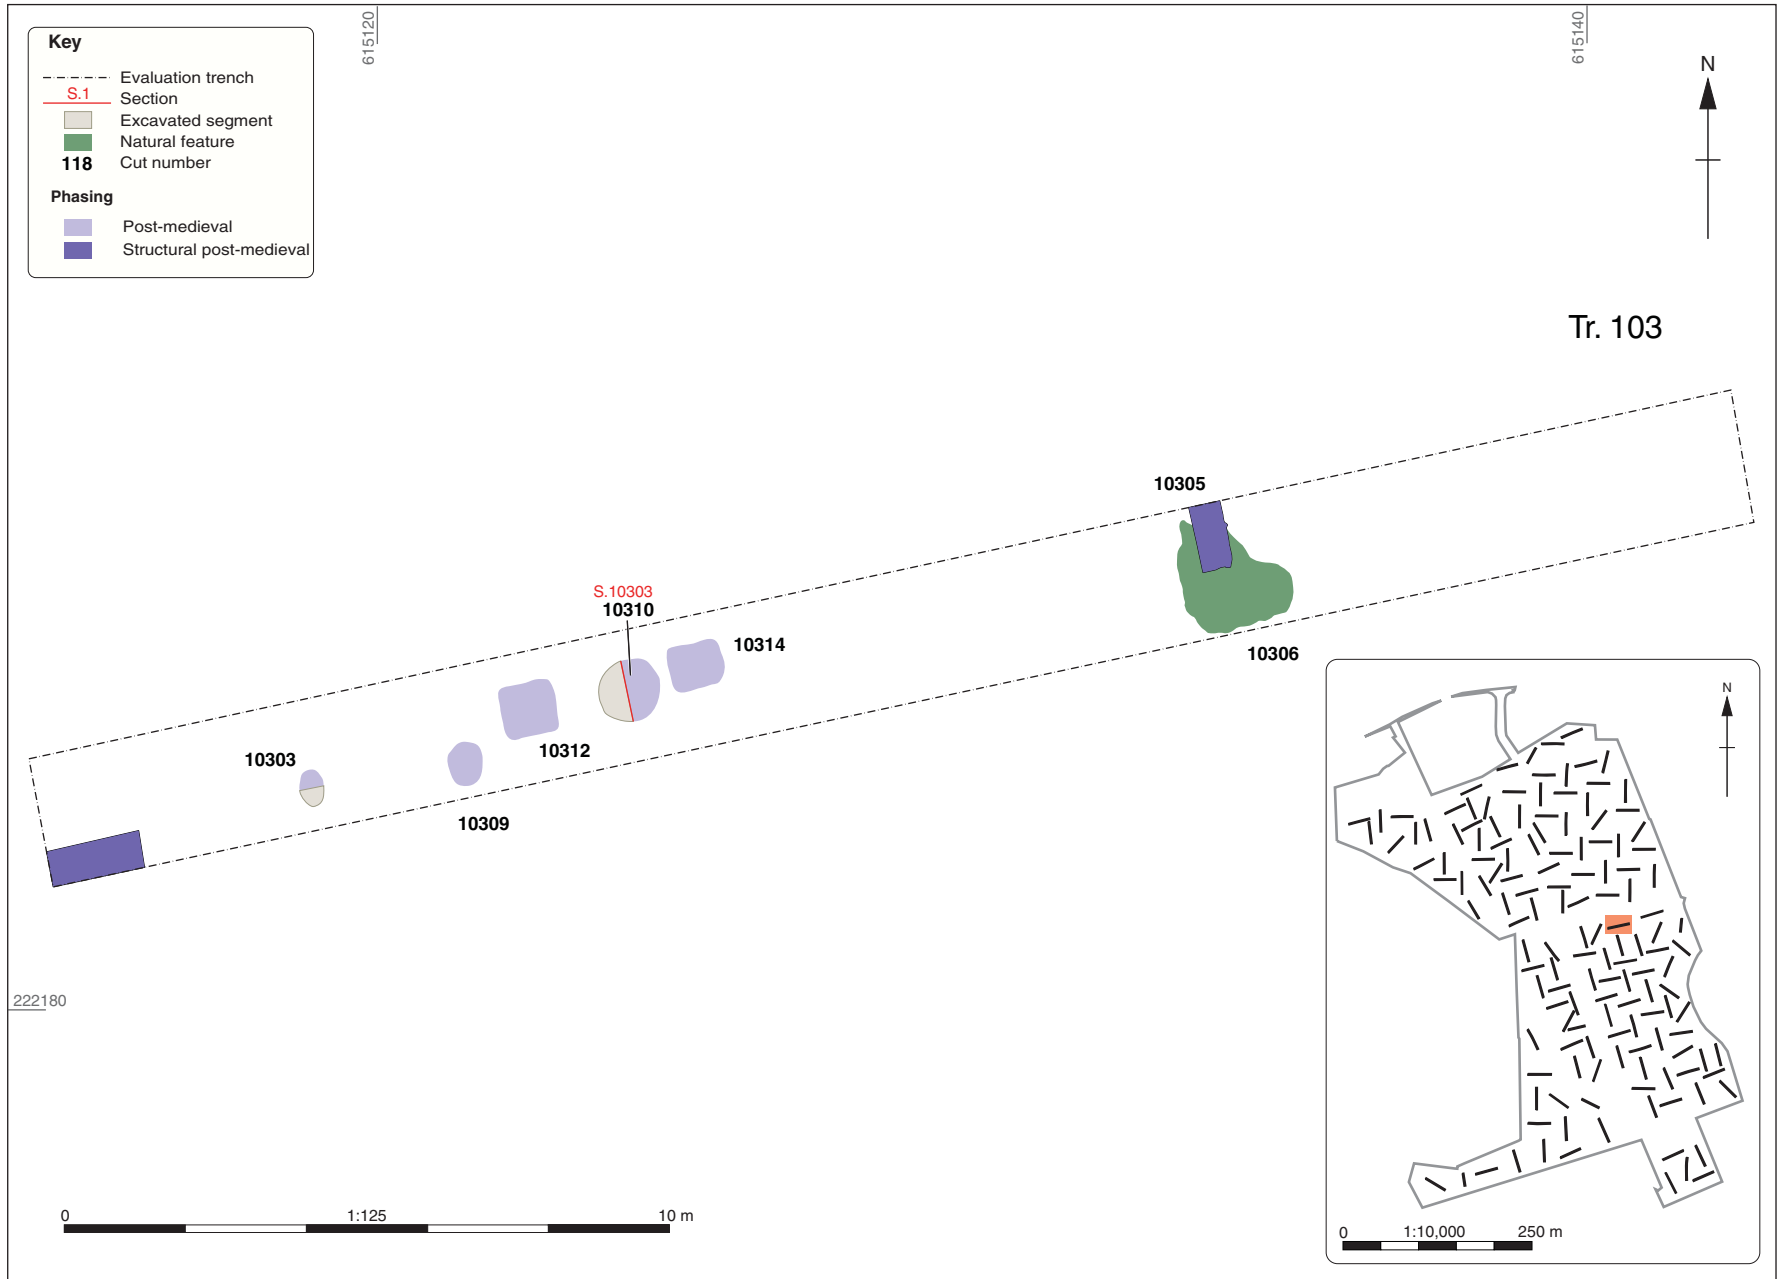 615120
615140
Key
Evaluation trench
S.1
Section
Excavated segment
Natural feature
118 Cut number
Phasing
Post-medieval
Structural post-medieval
N
Tr. 103
10305
S.10303
10310
10314
10306
10312
10303
10309
N
222180
0 1:125 10 m
0 1:10,000 250 m